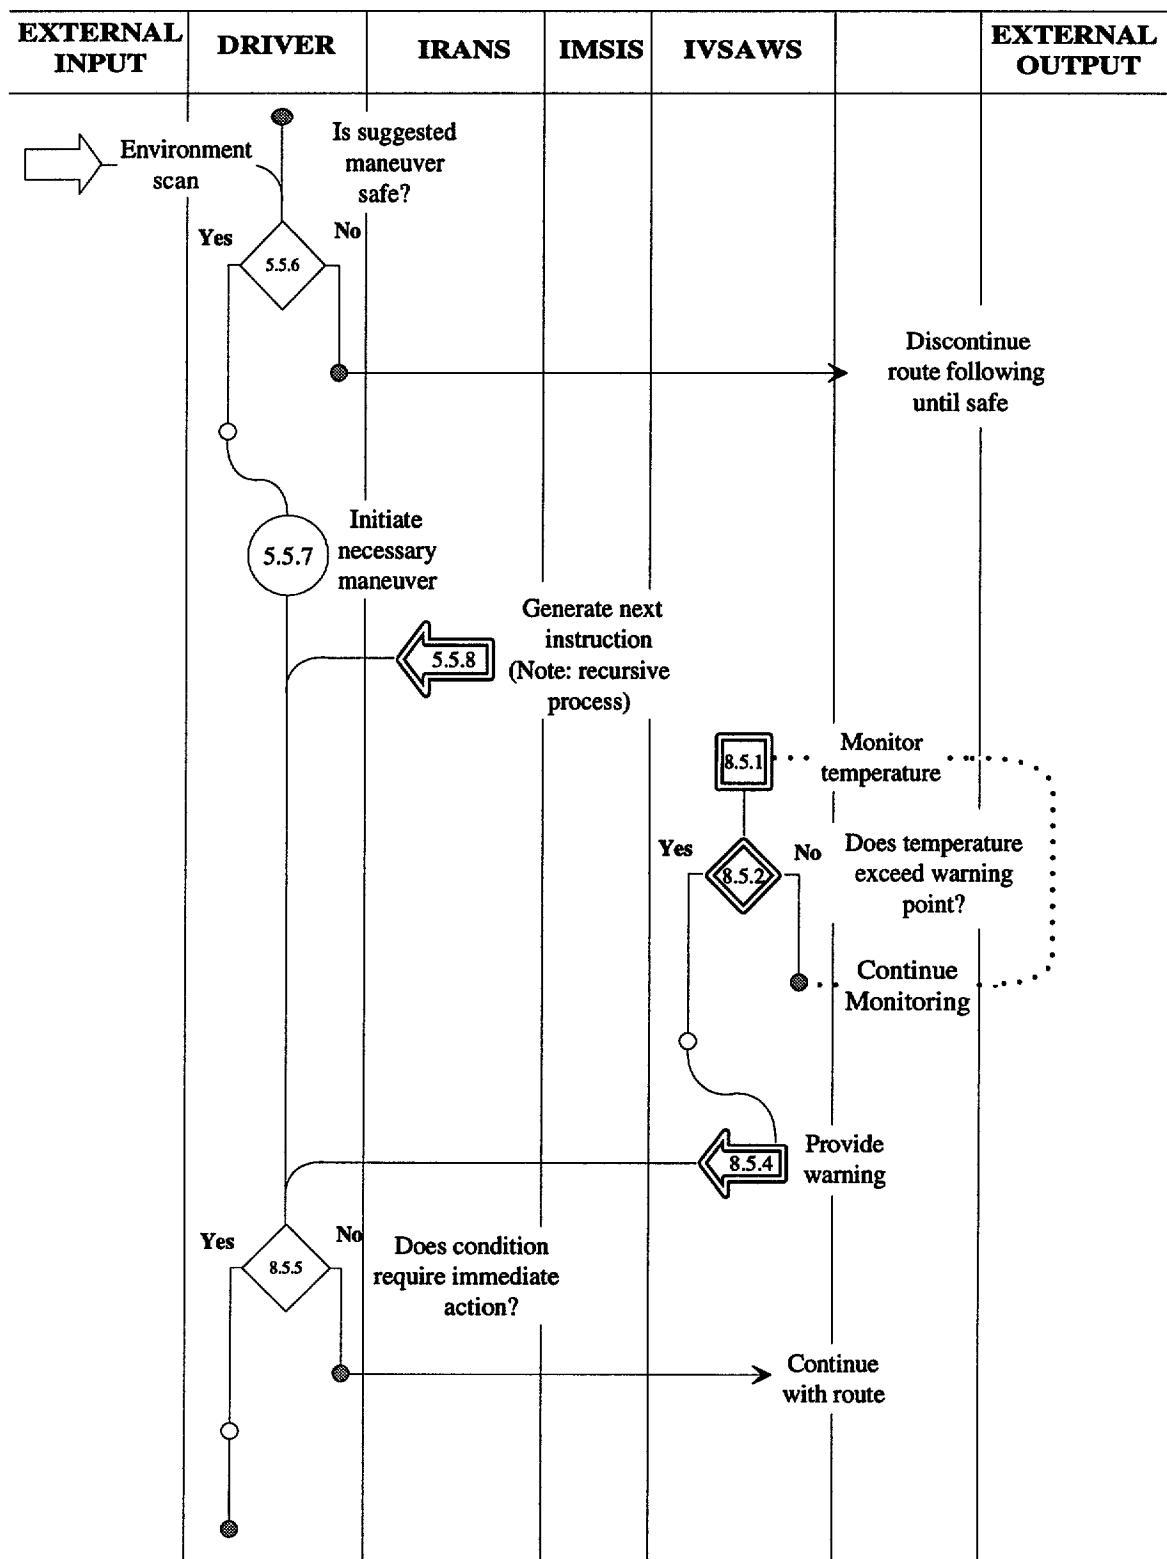 EXTERNAL
INPUT
DRIVER
IRANS
IMSIS
IVSAWS
EXTERNAL
OUTPUT
Environment
scan
Is suggested
maneuver
safe?
Yes
No
5.5.6
Discontinue
route following
until safe
5.5.7
Initiate
necessary
maneuver
5.5.8
Generate next
instruction
(Note: recursive
process)
8.5.1
Monitor
temperature
Yes
No
8.5.2
Does temperature
exceed warning
point?
Continue
Monitoring
8.5.4
Provide
warning
Yes
No
8.5.5
Does condition
require immediate
action?
Continue
with route